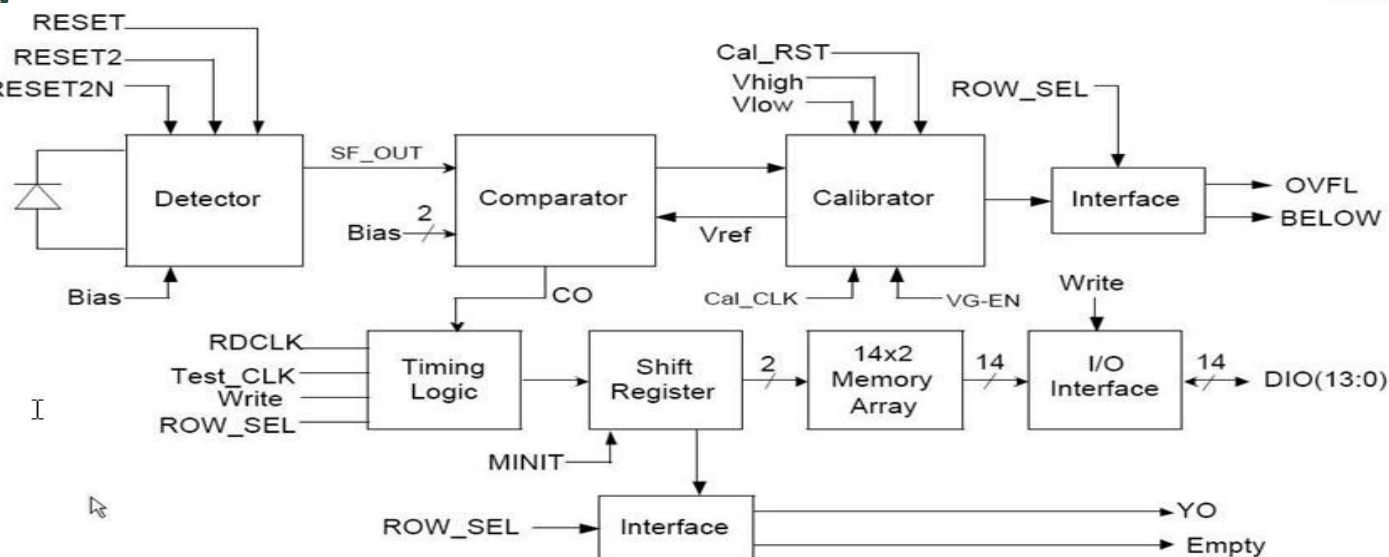 RESET
RESET2
RESET2N
Cal_RST
Vhigh
Vlow
ROW_SEL
Detector
SF_OUT
Comparator
Calibrator
Interface
OVFL
BELOW
Bias
2
Vref
Bias
CO
Cal_CLK
VG-EN
Write
RDCLK
Test_CLK
Write
ROW_SEL
Timing
Logic
Shift
Register
2
14x2
Memory
Array
14
I/O
Interface
14
DIO(13:0)
MINIT
ROW_SEL
Interface
YO
Empty